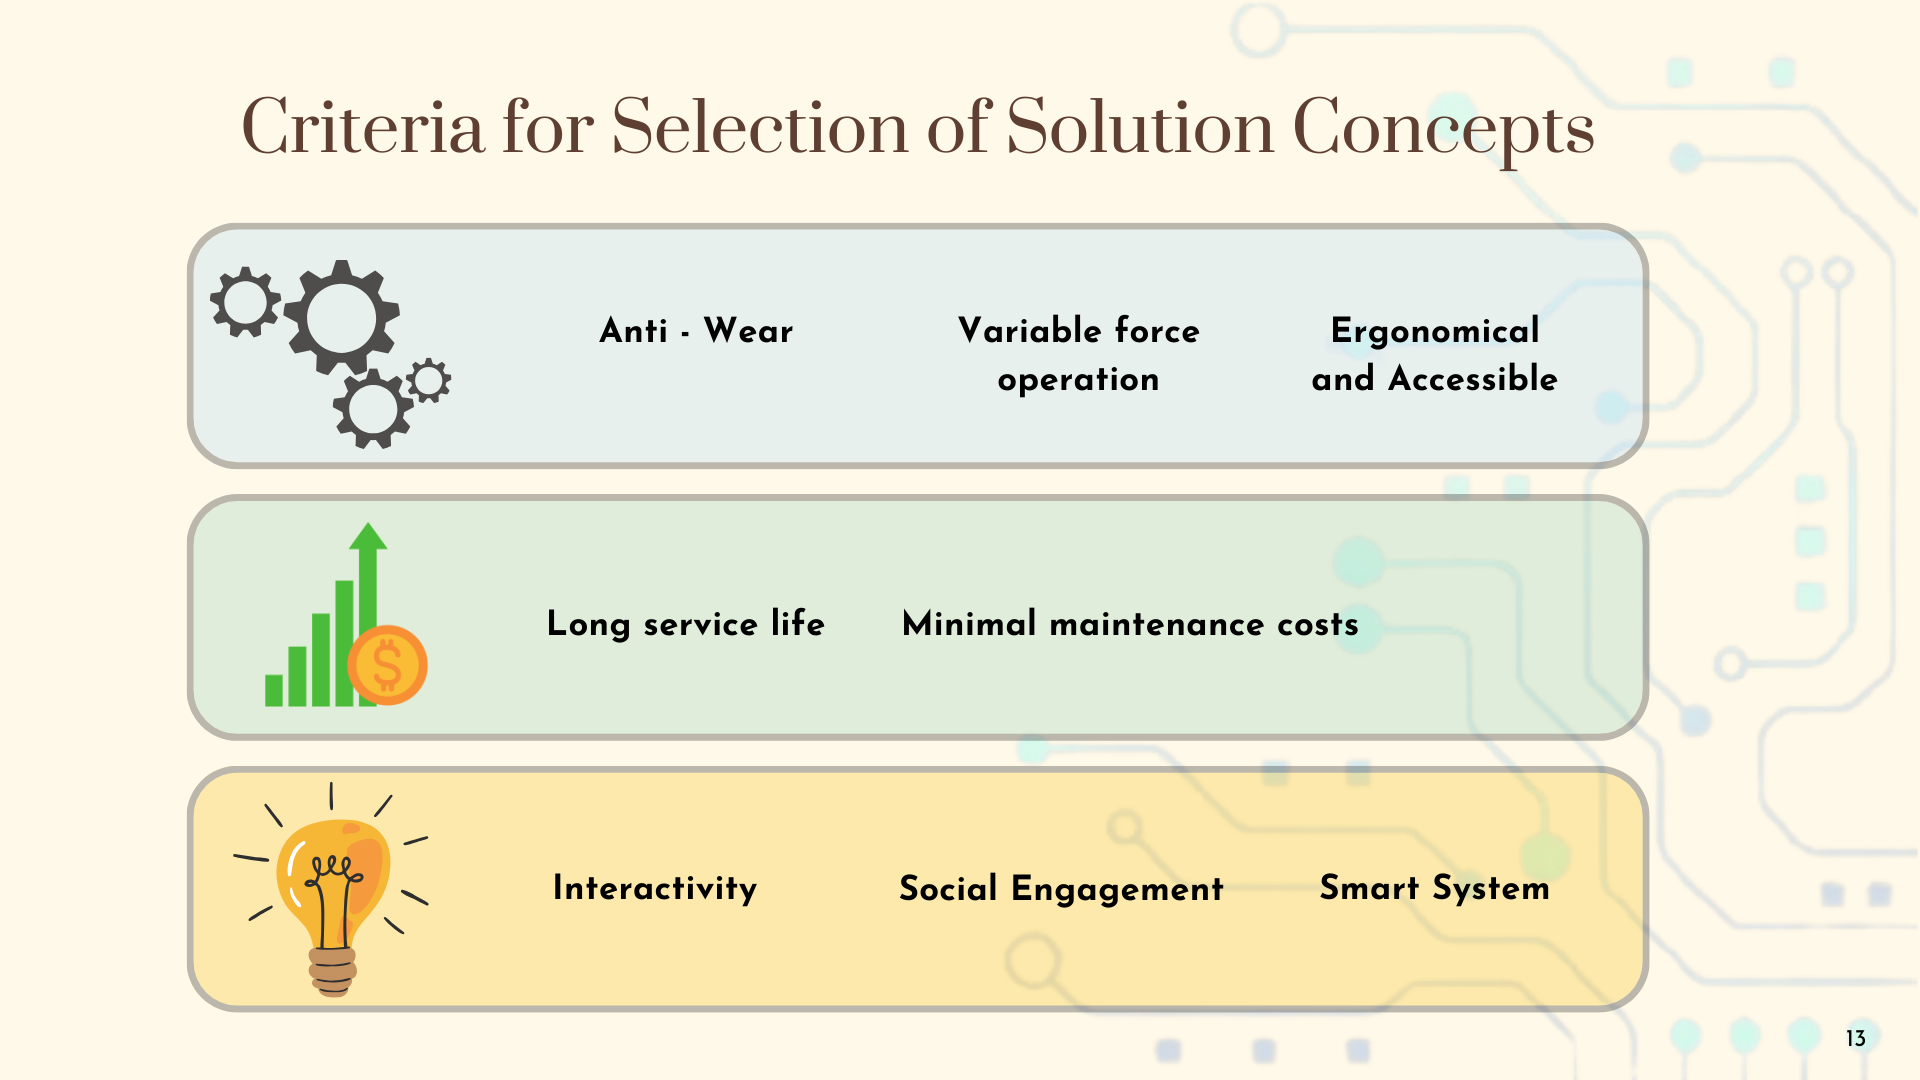 Criteria for Selection of Solution Concepts
Anti - Wear
Variable force
operation
Ergonomical
and Accessible
$
Long service life
Minimal maintenance costs
Interactivity
Social Engagement
Smart System
13